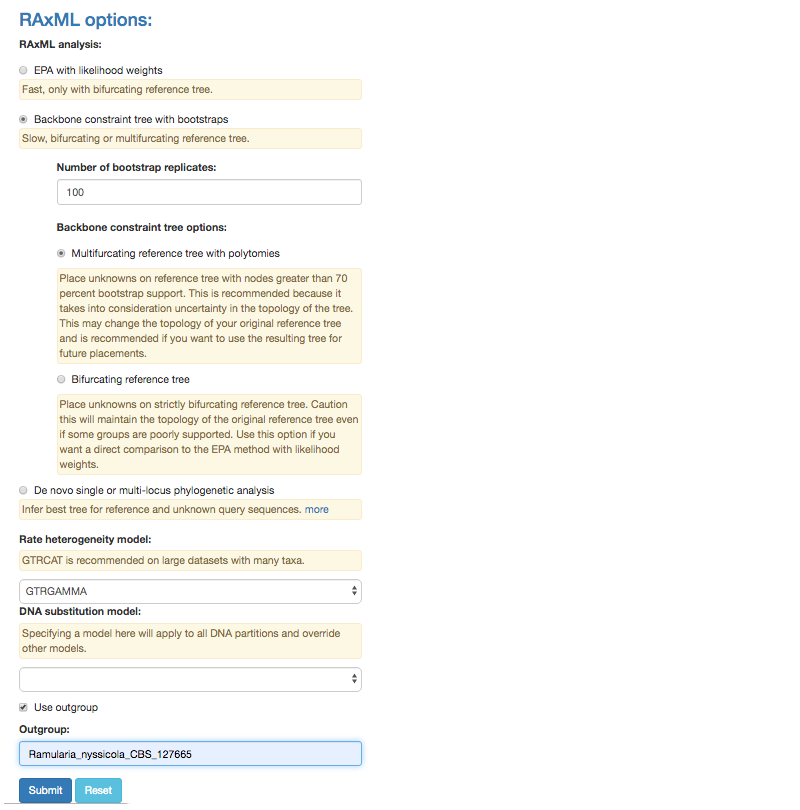 RAxML options:
RAxML analysis:
EPA with likelihood weights
Fast, only with bifurcating reference tree.
Backbone constraint tree with bootstraps
Slow, bifurcating or multifurcating reference tree.
Number of bootstrap replicates:
100
Backbone constraint tree options:
Multifurcating reference tree with polytomies
Place unknowns on reference tree with nodes greater than 70
percent bootstrap support. This is recommended because it
takes into consideration uncertainty in the topology of the tree.
This may change the topology of your original reference tree
and is recommended if you want to use the resulting tree for
future placements.
Bifurcating reference tree
Place unknowns on strictly bifurcating reference tree. Caution
this will maintain the topology of the original reference tree even
if some groups are poorly supported. Use this option if you
want a direct comparison to the EPA method with likelihood
weights.
De novo single or multi-locus phylogenetic analysis
Infer best tree for reference and unknown query sequences. more
Rate heterogeneity model:
GTRCAT is recommended on large datasets with many taxa.
GTRGAMMA
DNA substitution model:
Specifying a model here will apply to all DNA partitions and override
other models.
Use outgroup
Outgroup:
Ramularia_nyssicola_CBS_127665
Submit Reset